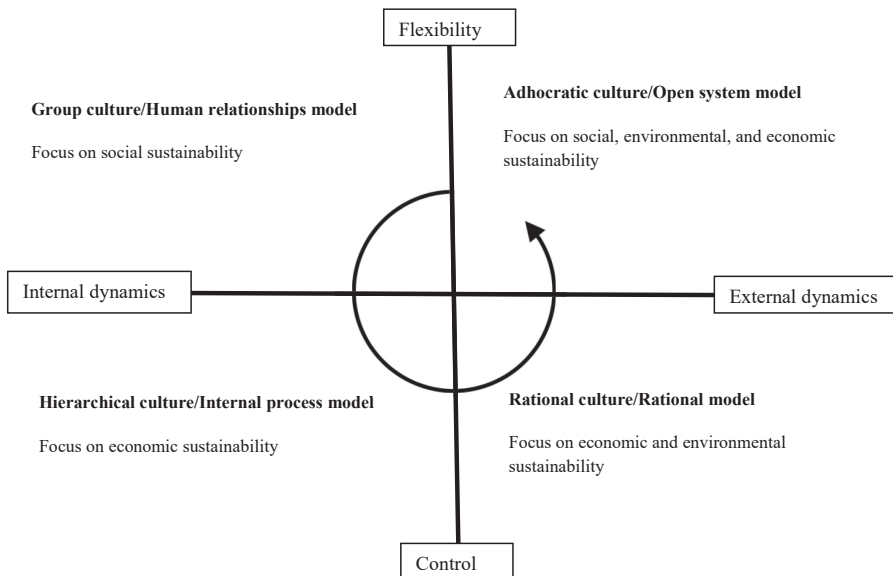 Flexibility
Group culture/Human relationships model
Focus on social sustainability
Adhocratic culture/Open system model
Focus on social, environmental, and economic
sustainability
Internal dynamics
External dynamics
Hierarchical culture/Internal process model
Focus on economic sustainability
Rational culture/Rational model
Focus on economic and environmental
sustainability
Control